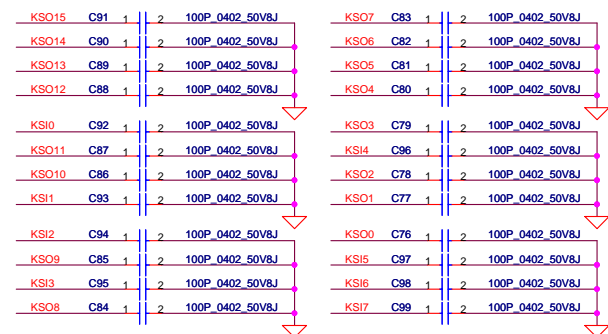 KSO15 C91 1 2 100P_0402_50V8J
KSO14 C90 1 2 100P_0402_50V8J
KSO13 C89 1 2 100P_0402_50V8J
KSO12 C88 1 2 100P_0402_50V8J
KSI0 C92 1 2 100P_0402_50V8J
KSO11 C87 1 2 100P_0402_50V8J
KSO10 C86 1 2 100P_0402_50V8J
KSI1 C93 1 2 100P_0402_50V8J
KSI2 C94 1 2 100P_0402_50V8J
KSO9 C85 1 2 100P_0402_50V8J
KSI3 C95 1 2 100P_0402_50V8J
KSO8 C84 1 2 100P_0402_50V8J
KSO7 C83 1 2 100P_0402_50V8J
KSO6 C82 1 2 100P_0402_50V8J
KSO5 C81 1 2 100P_0402_50V8J
KSO4 C80 1 2 100P_0402_50V8J
KSO3 C79 1 2 100P_0402_50V8J
KSI4 C96 1 2 100P_0402_50V8J
KSO2 C78 1 2 100P_0402_50V8J
KSO1 C77 1 2 100P_0402_50V8J
KSO0 C76 1 2 100P_0402_50V8J
KSI5 C97 1 2 100P_0402_50V8J
KSI6 C98 1 2 100P_0402_50V8J
KSI7 C99 1 2 100P_0402_50V8J